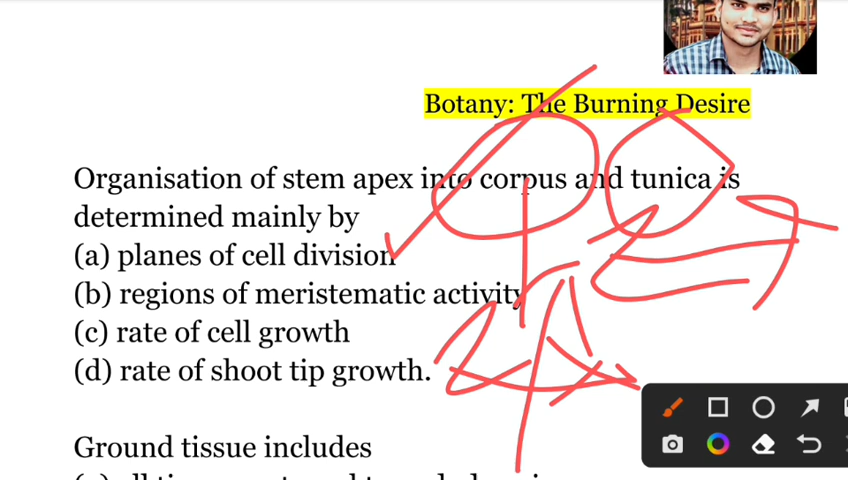 Botany: The Burning Desire
Organisation of stem apex into corpus and tunica is
determined mainly by
(a) planes of cell division
(b) regions of meristematic activity
(c) rate of cell growth
(d) rate of shoot tip growth.
Ground tissue includes